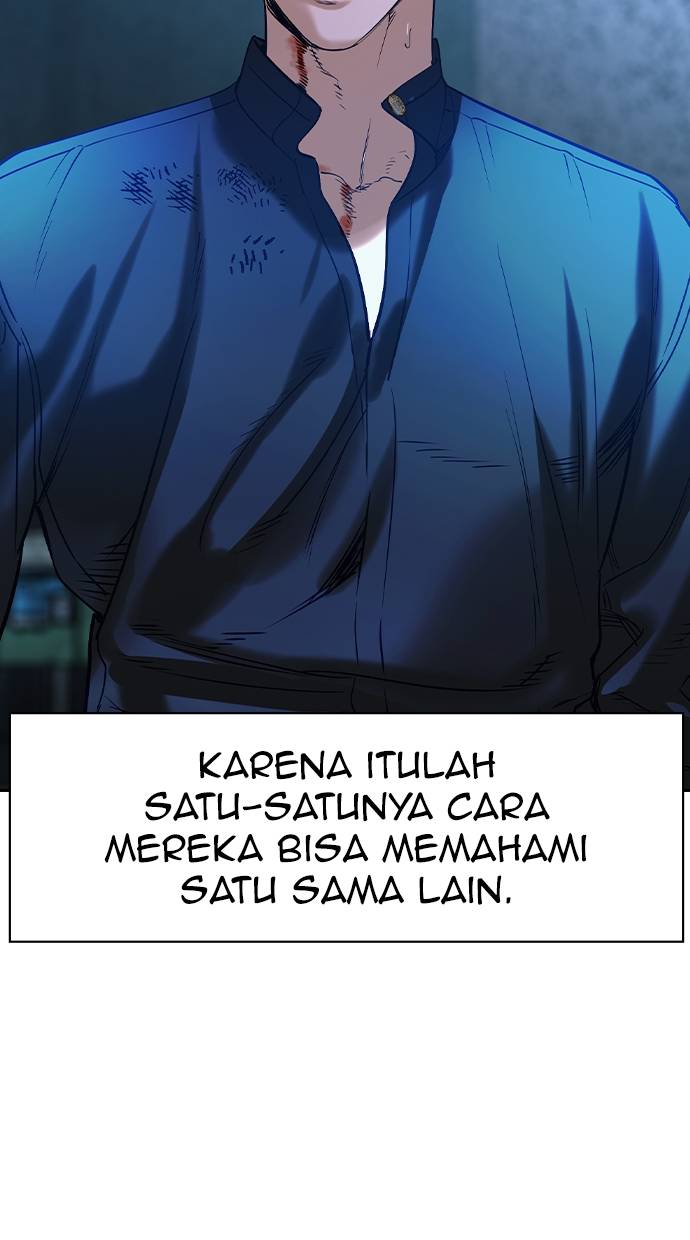 KARENA ITULAH
SATU-SATUNYA CARA
MEREKA BISA MEMAHAMI
SATU SAMA LAIN.